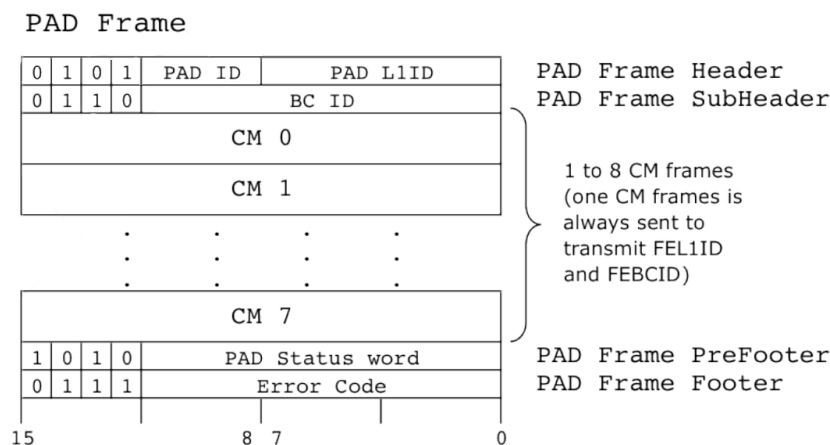 PAD Frame
0 1 0 1 PAD ID PAD L1ID PAD Frame Header
0 1 1 0 BC ID PAD Frame SubHeader
CM 0
CM 1
1 to 8 CM frames
(one CM frames is
always sent to
transmit FEL1ID
and FEBCID)
. . . .
. . . .
. . . .
CM 7
1 0 1 0 PAD Status word PAD Frame PreFooter
0 1 1 1 Error Code PAD Frame Footer
15 8 7 0